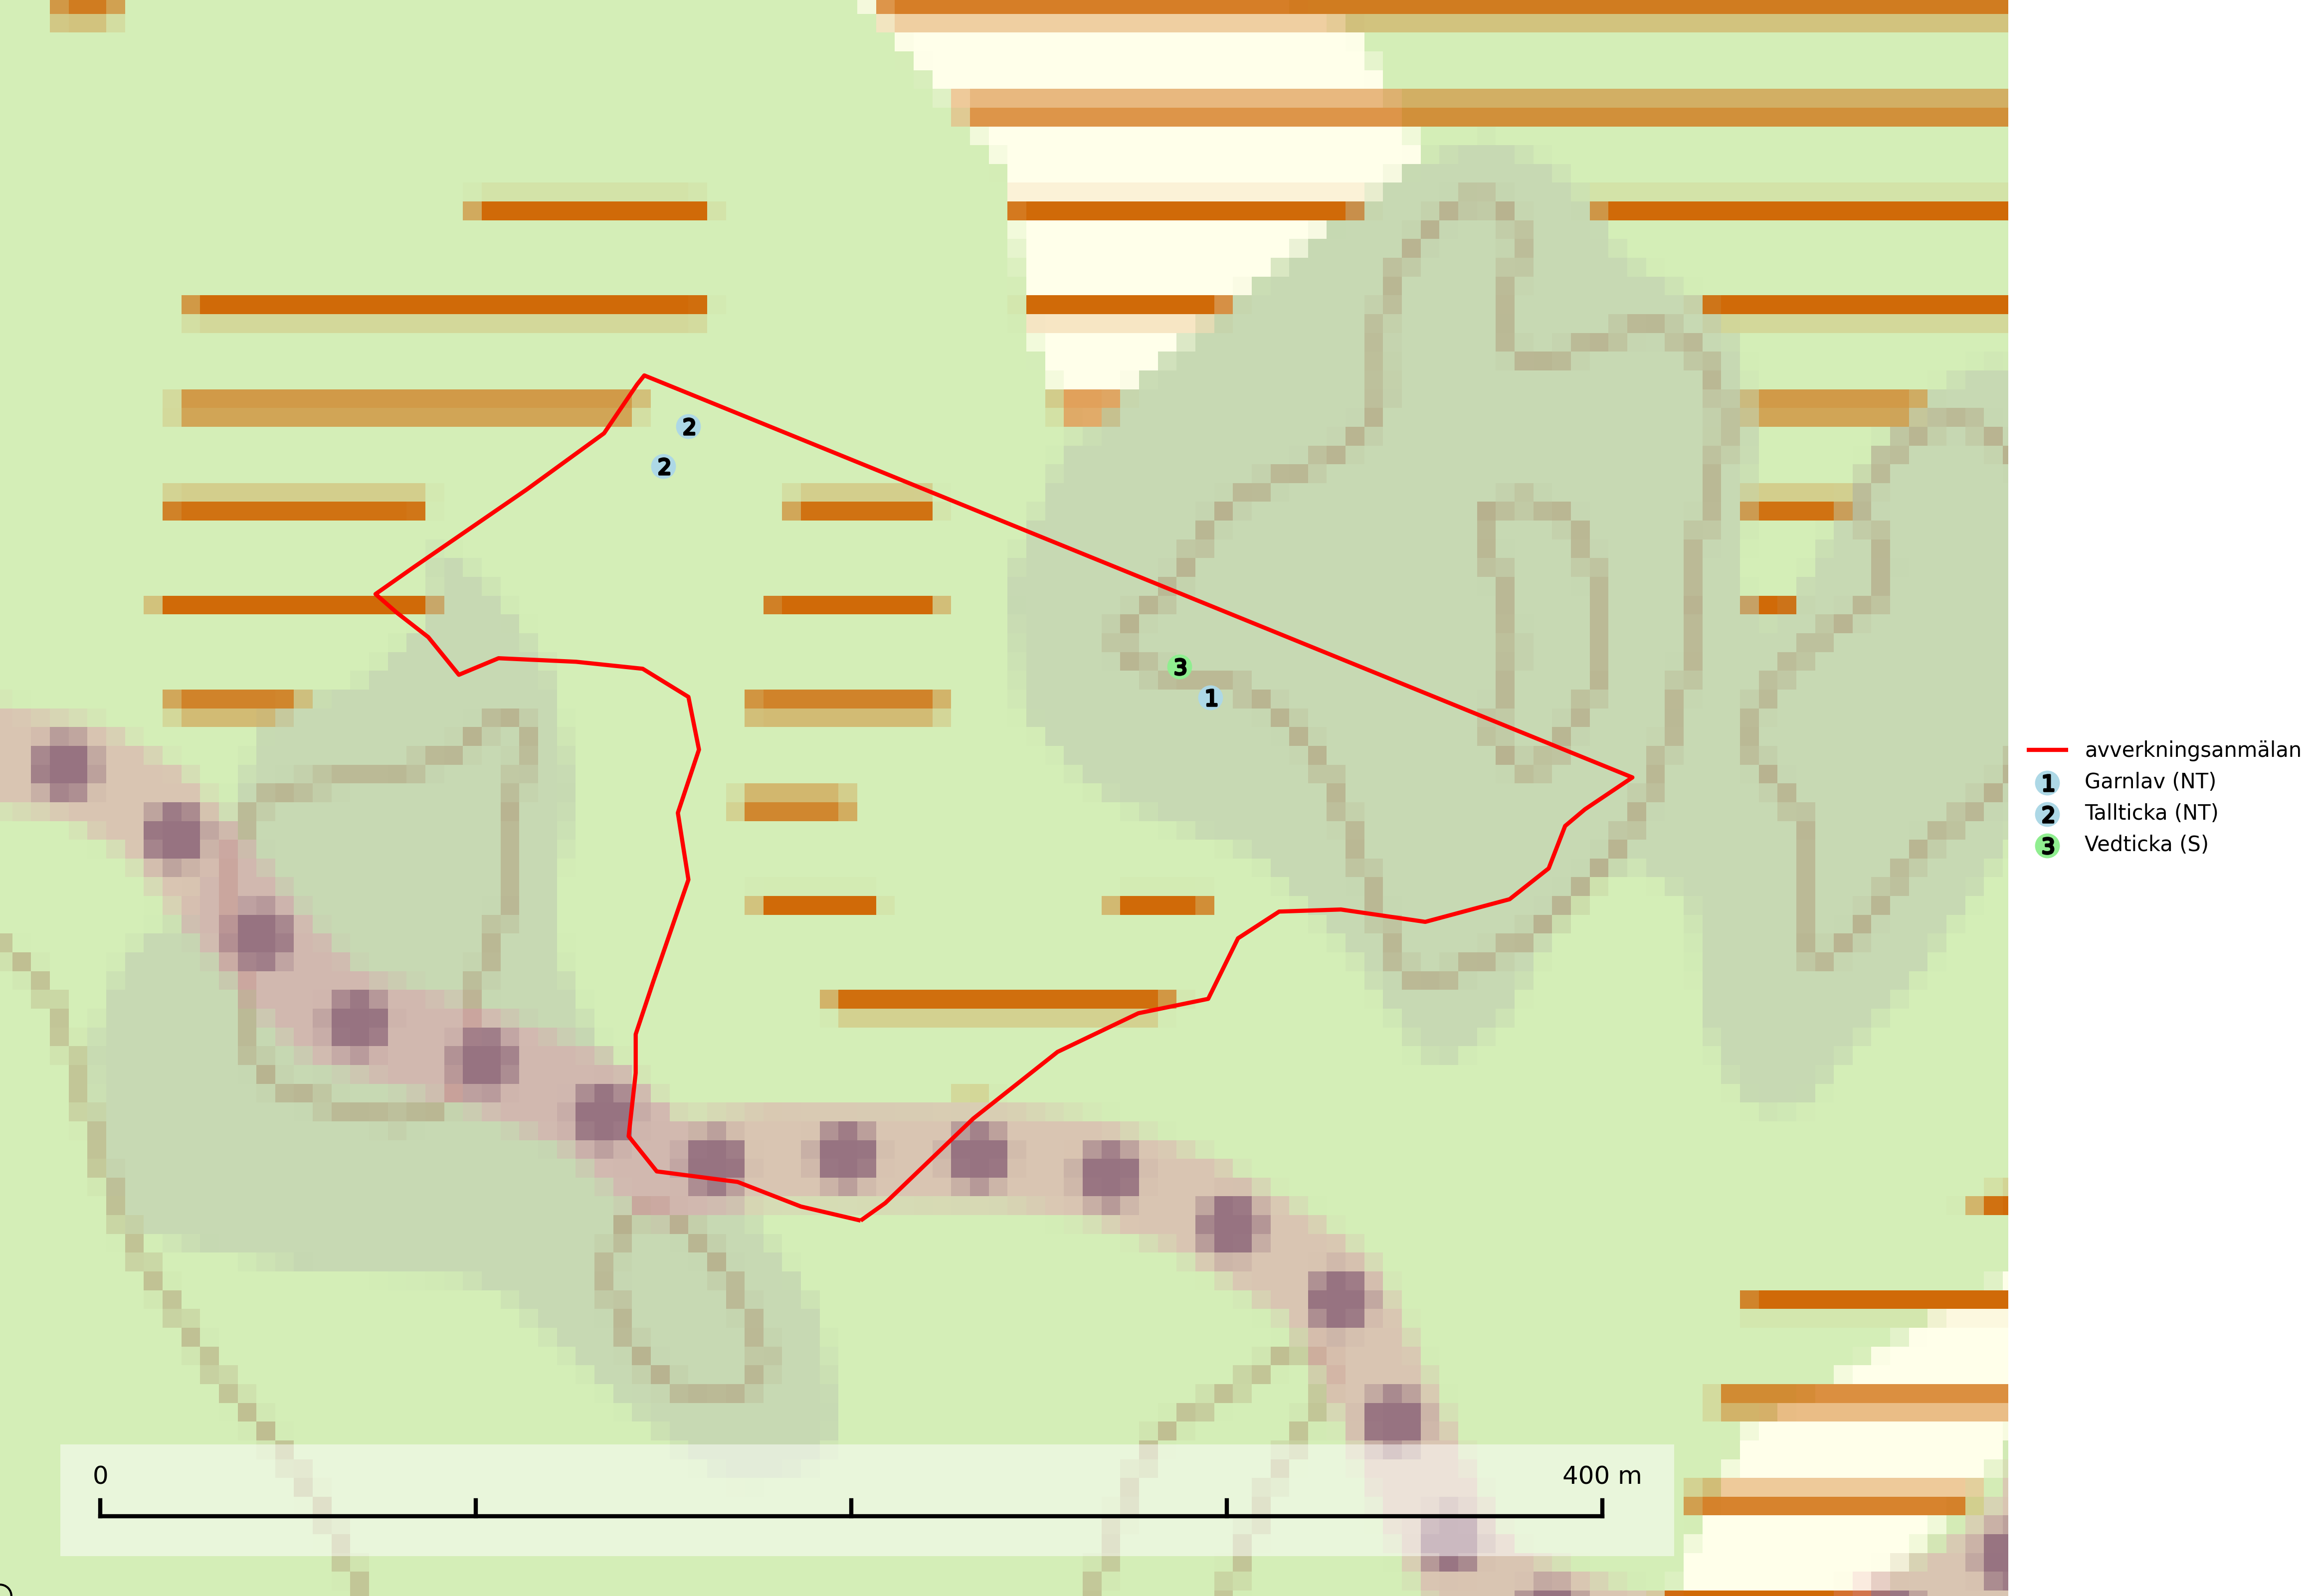 2
2
3
1
avverkningsanmälan
1 Garnlav (NT)
2 Tallticka (NT)
3 Vedticka (S)
0 400 m